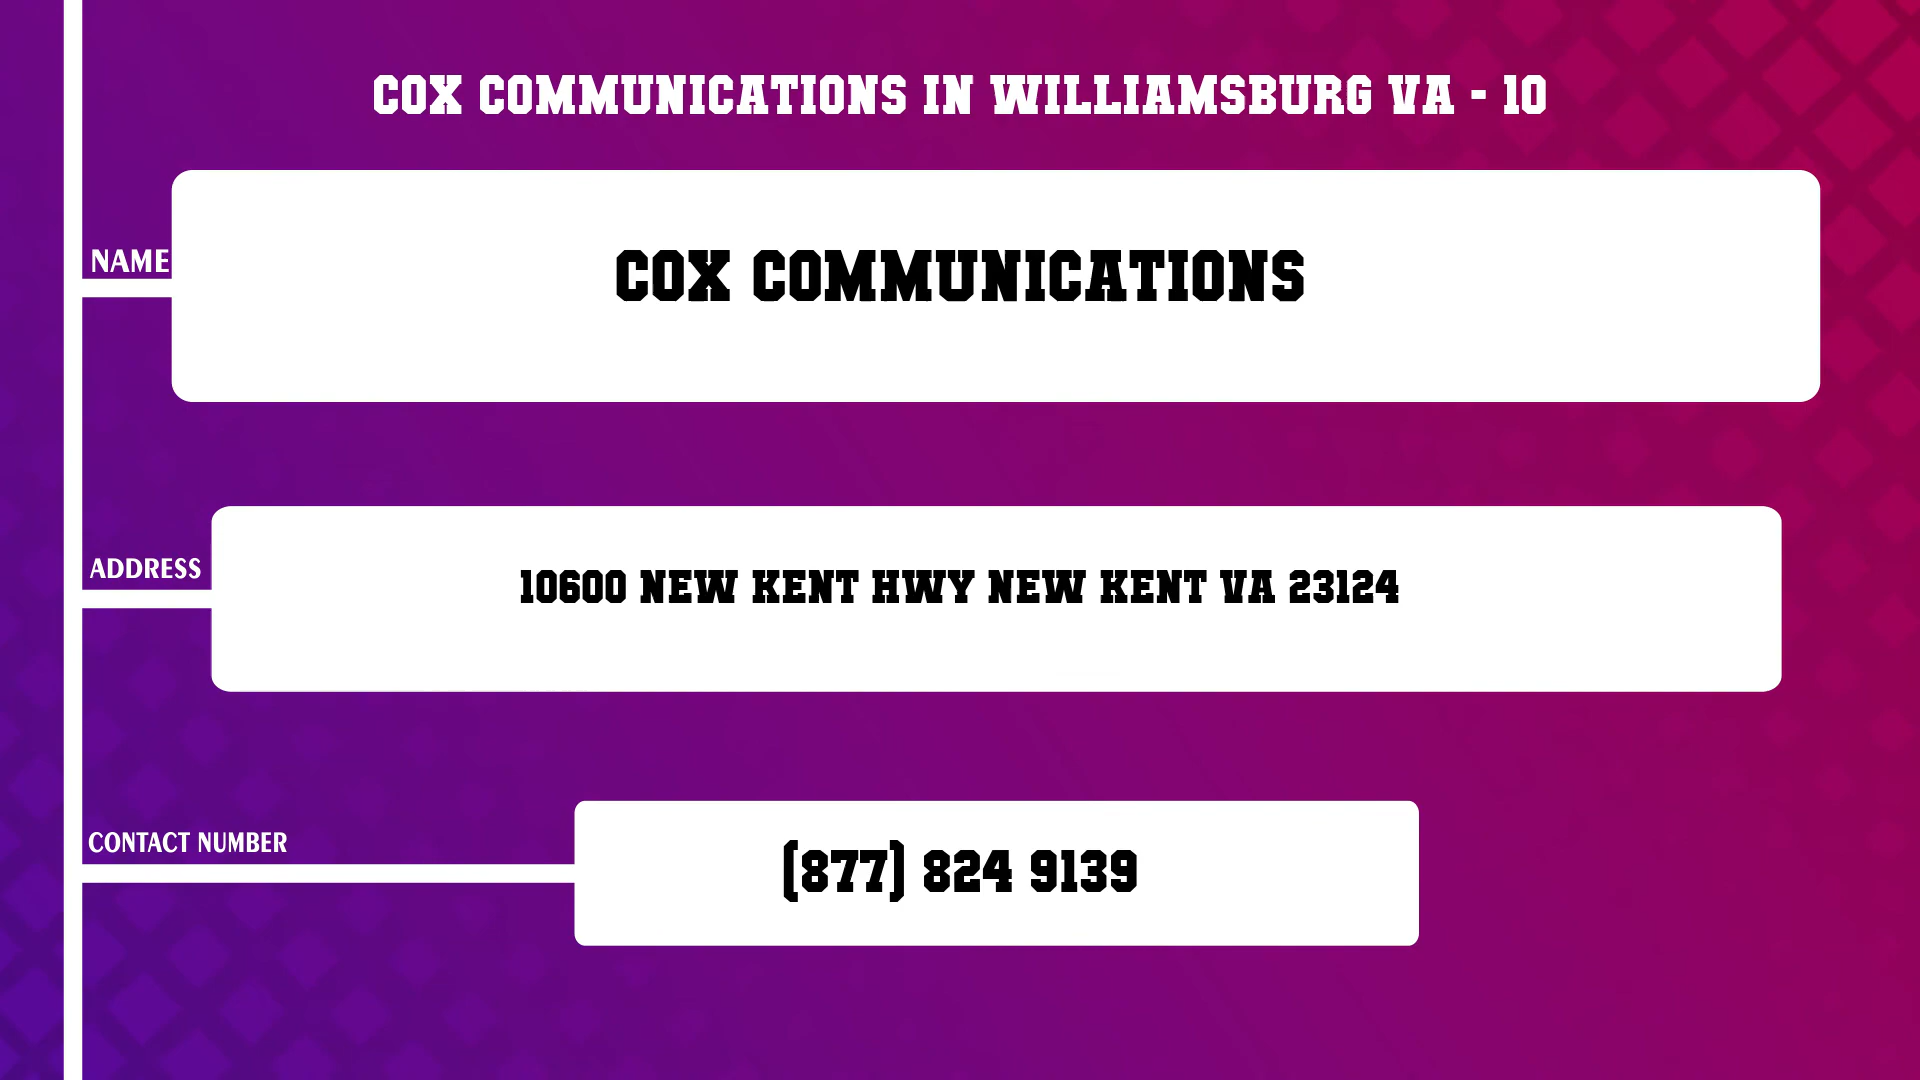 COX COMMUNICATIONS IN WILLIAMSBURG VA - 10
NAME
COX COMMUNICATIONS
ADDRESS
10600 NEW KENT HWY NEW KENT VA 23124
CONTACT NUMBER
(877) 824 9139